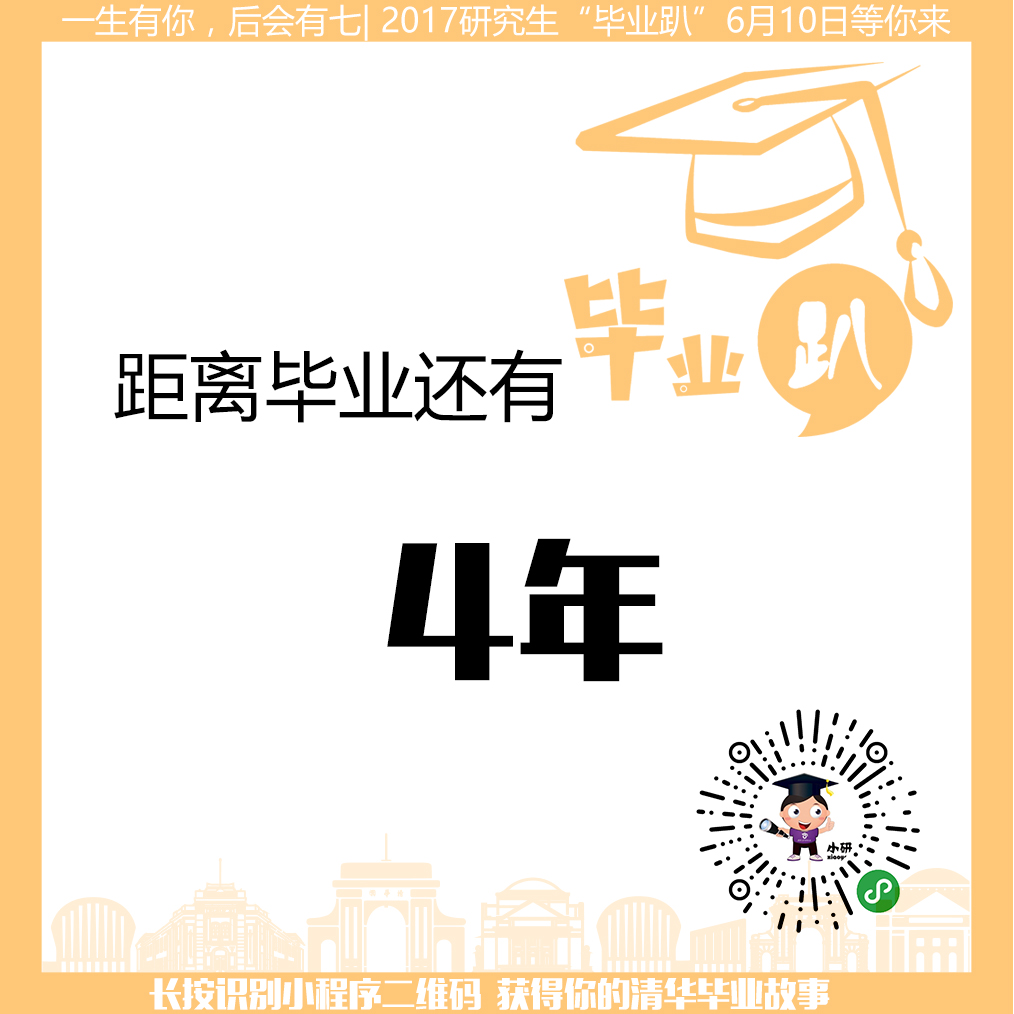 一生有你，后会有七| 2017研究生“毕业趴”6月10日等你来
毕业趴
距离毕业还有
4年
小研
长按识别小程序二维码 获得你的清华毕业故事